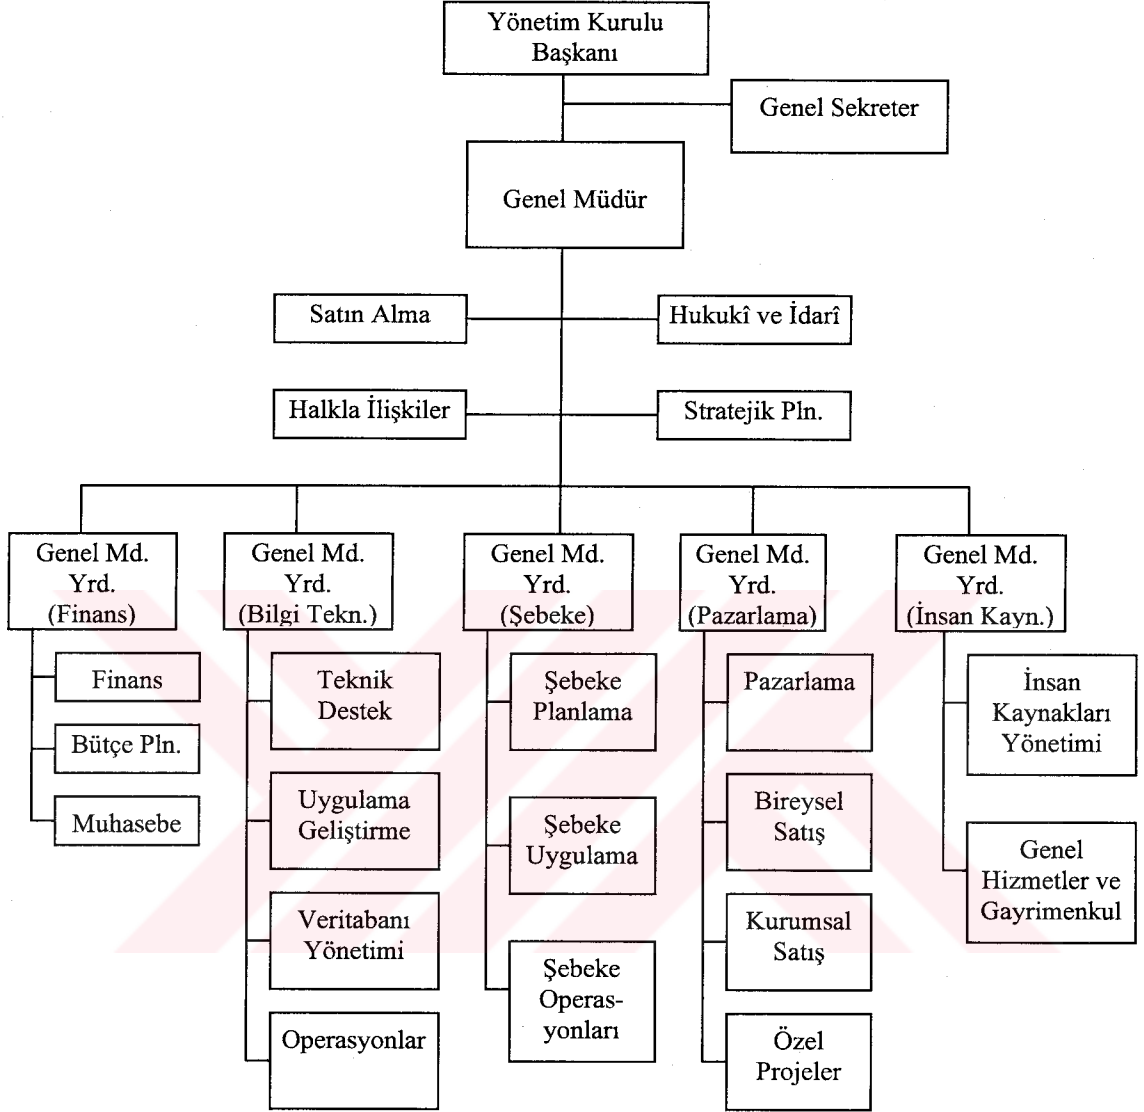 Yönetim Kurulu
Başkanı
Genel Sekreter
Genel Müdür
Satın Alma
Hukukî ve İdarî
Halkla İlişkiler
Stratejik Pln.
Genel Md.
Yrd.
(Finans)
Genel Md.
Yrd.
(Bilgi Tekn.)
Genel Md.
Yrd.
(Şebeke)
Genel Md.
Yrd.
(Pazarlama)
Genel Md.
Yrd.
(İnsan Kayn.)
Finans
Bütçe Pln.
Muhasebe
Teknik
Destek
Uygulama
Geliştirme
Veritabanı
Yönetimi
Operasyonlar
Şebeke
Planlama
Şebeke
Uygulama
Şebeke
Operas-
yonları
Pazarlama
Bireysel
Satış
Kurumsal
Satış
Özel
Projeler
İnsan
Kaynakları
Yönetimi
Genel
Hizmetler ve
Gayrimenkul